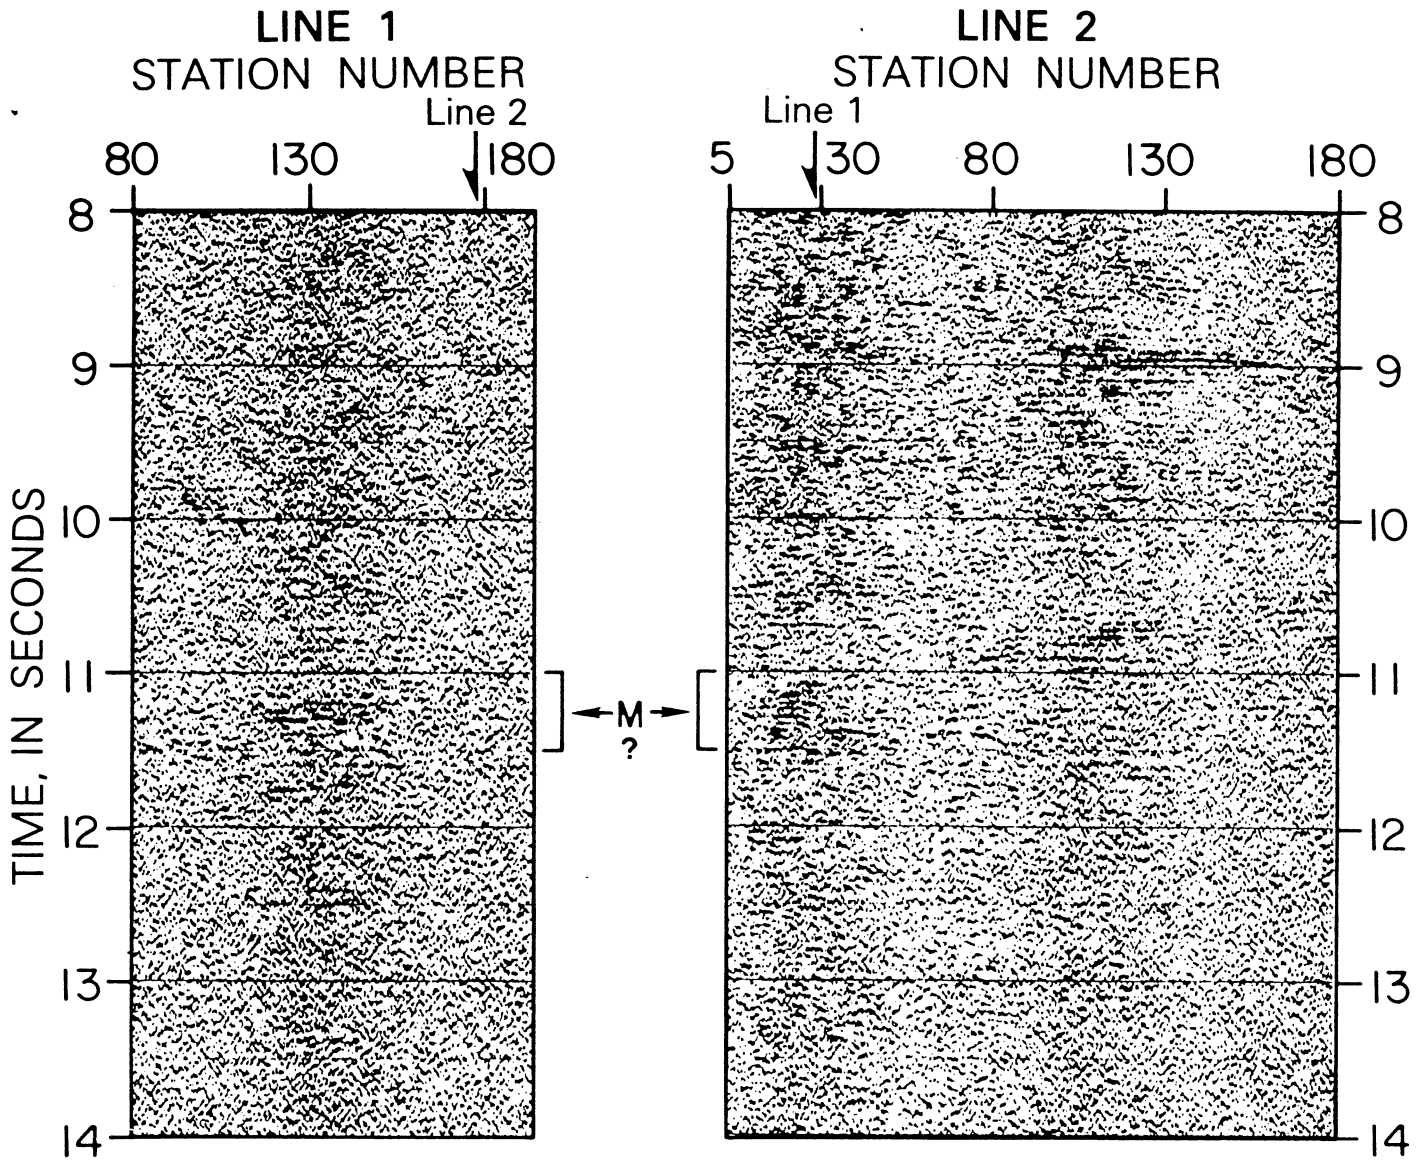 LINE 1
STATION NUMBER
Line 2
80 130 180
LINE 2
STATION NUMBER
Line 1
5 30 80 130 180
TIME, IN SECONDS
8
9
10
11
12
13
14
M
?
8
9
10
11
12
13
14